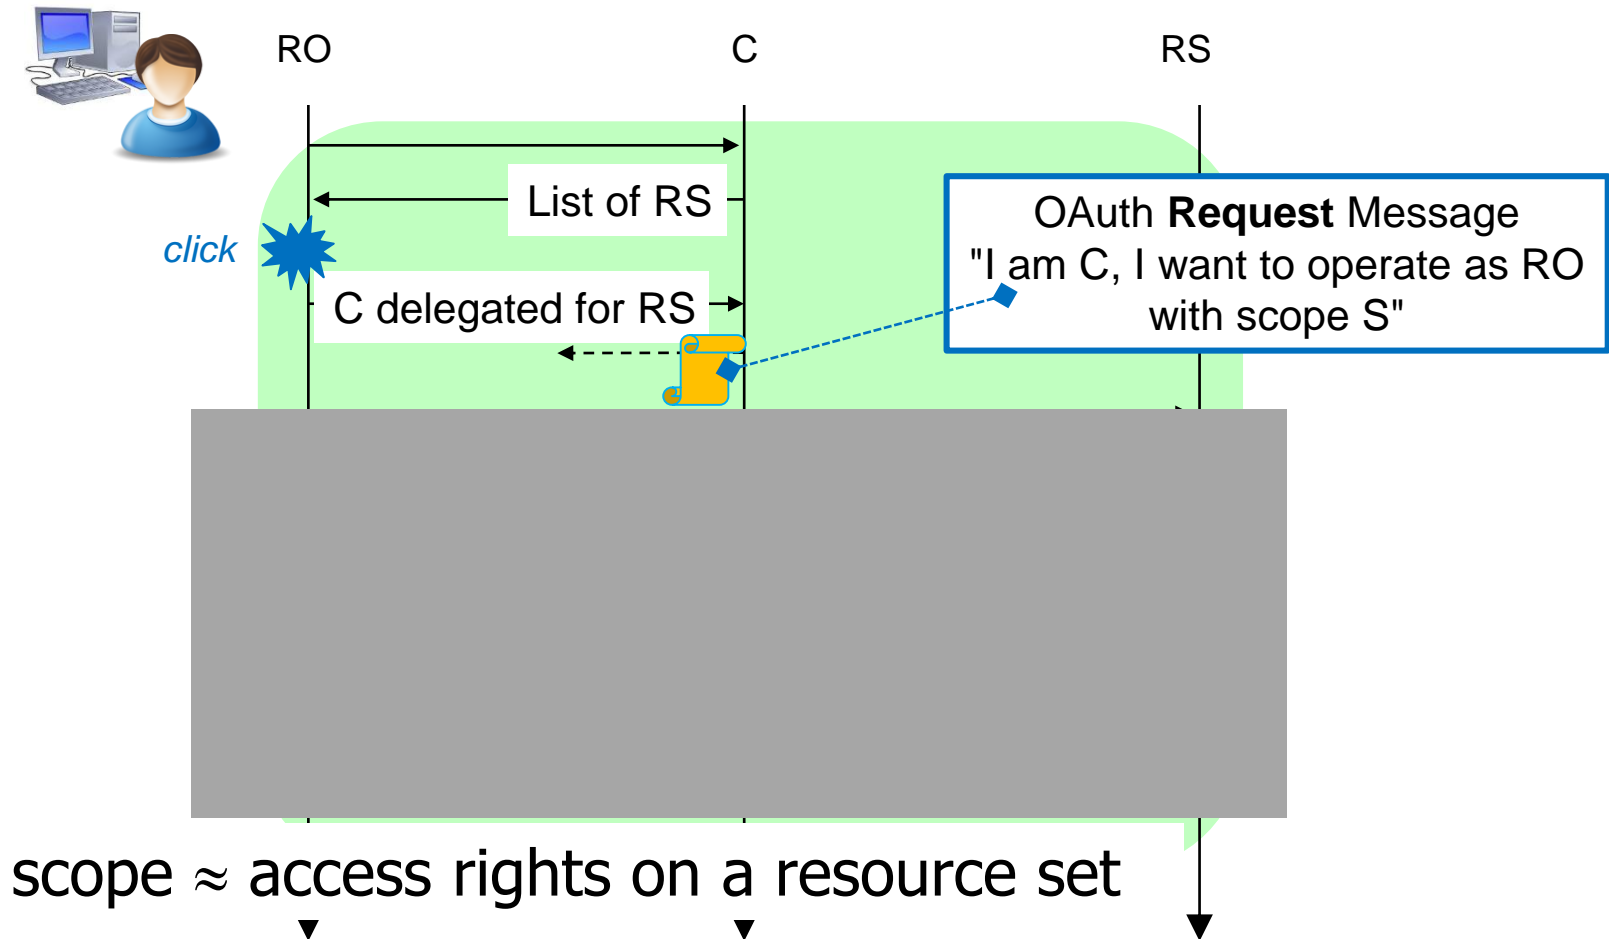 RO
C
RS
List of RS
click
C delegated for RS
OAuth Request Message
"I am C, I want to operate as RO
with scope S"
scope ≈ access rights on a resource set